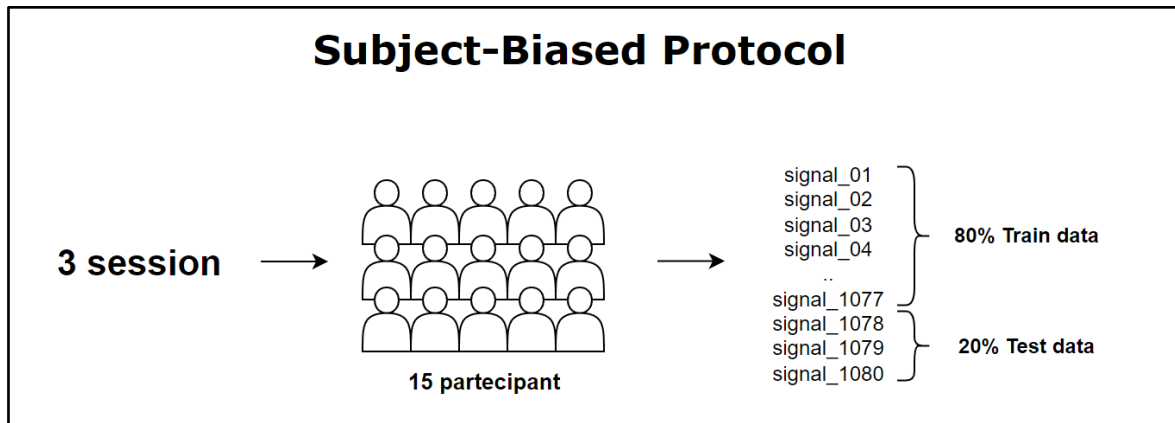 Subject-Biased Protocol
3 session
15 partecipant
signal_01
signal_02
signal_03
signal_04
..
signal_1077
signal_1078
signal_1079
signal_1080
80% Train data
20% Test data